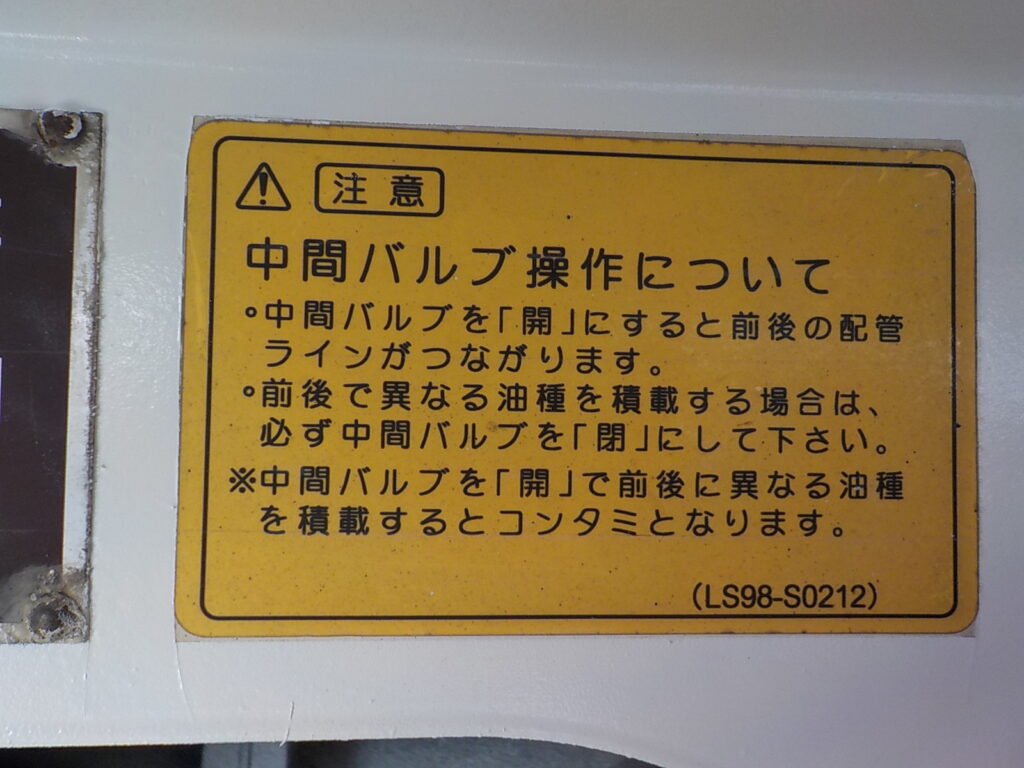 注意
中間バルブ操作について
•中間バルブを「開」にすると前後の配管
ラインがつながります。
•前後で異なる油種を積載する場合は、
必ず中間バルブを「閉」にして下さい。
※中間バルブを「開」で前後に異なる油種
を積載するとコンタミとなります。
(LS98-S0212)